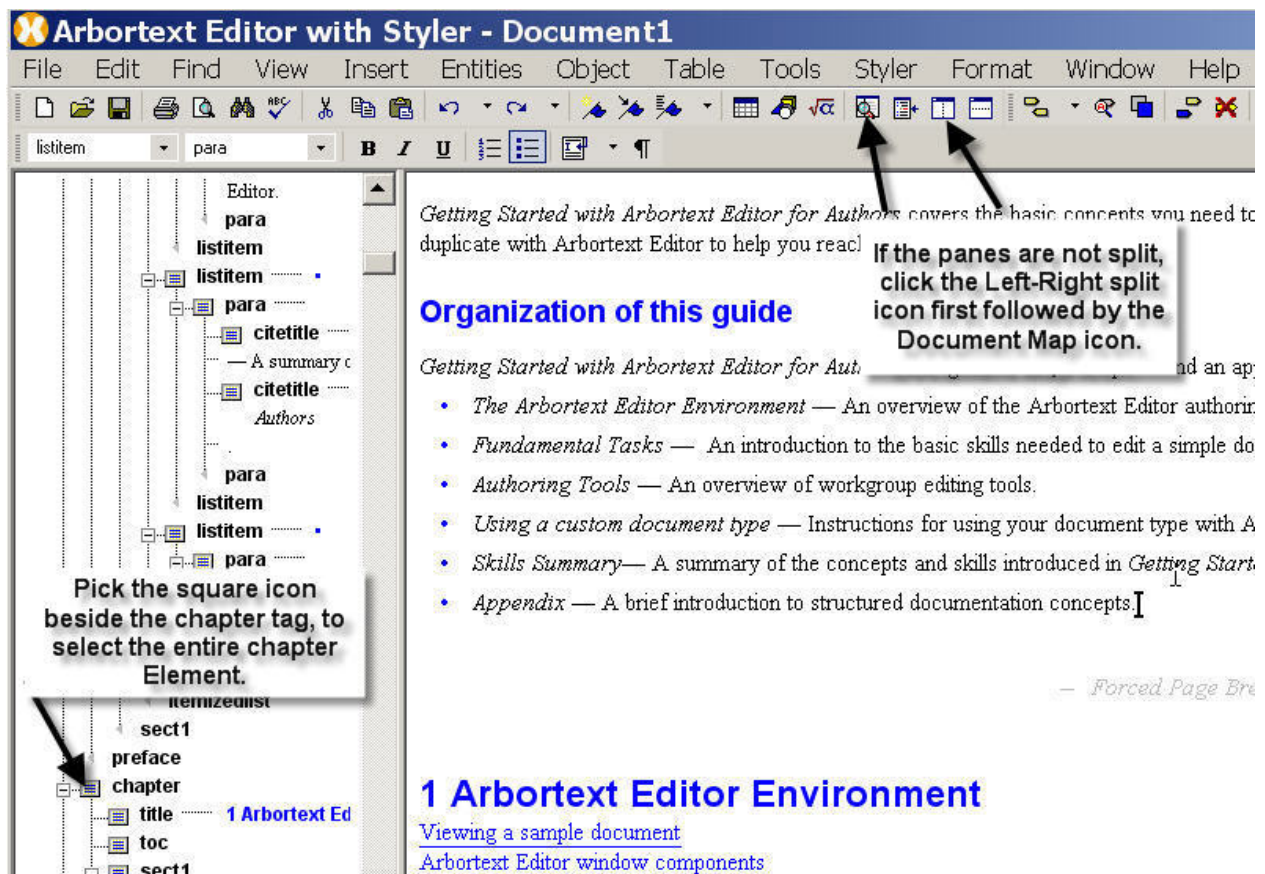 Arbortext Editor with Styler - Document1
File Edit Find View Insert Entities Object Table Tools Styler Format Window Help
listitem para B I U
Editor.
para
listitem
listitem
para
citetitle
— A summary
citetitle
Authors
.
para
listitem
listitem
para
Pick the square icon
beside the chapter tag, to
select the entire chapter
Element.
itemizedlist
sect1
preface
chapter
title 1 Arbortext Ed
toc
sect1
Getting Started with Arbortext Editor for Authors covers the basic concepts you need to
duplicate with Arbortext Editor to help you
If the panes are not split,
click the Left-Right split
icon first followed by the
Document Map icon.
Organization of this guide
Getting Started with Arbortext Editor for
• The Arbortext Editor Environment — An overview of the Arbortext Editor
• Fundamental Tasks — An introduction to the basic skills needed to edit a simple
• Authoring Tools — An overview of workgroup editing tools.
• Using a custom document type — Instructions for using your document type with
• Skills Summary— A summary of the concepts and skills introduced in Getting
• Appendix — A brief introduction to structured documentation concepts.
— Forced Page
1 Arbortext Editor Environment
Viewing a sample document
Arbortext Editor window components